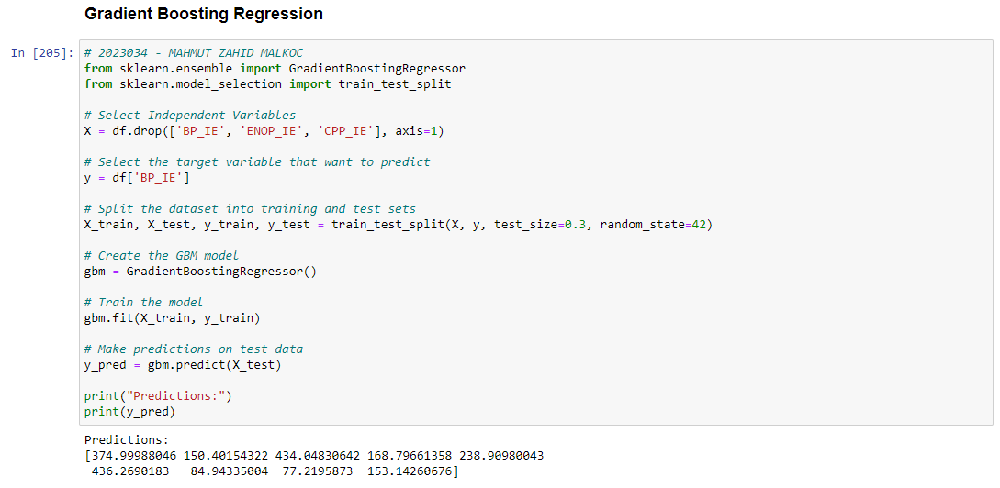 Gradient Boosting Regression
In [205]:
# 2023034 - MAHMUT ZAHID MALKOC
from sklearn.ensemble import GradientBoostingRegressor
from sklearn.model_selection import train_test_split
# Select Independent Variables
X = df.drop(['BP_IE', 'ENOP_IE', 'CPP_IE'], axis=1)
# Select the target variable that want to predict
y = df['BP_IE']
# Split the dataset into training and test sets
X_train, X_test, y_train, y_test = train_test_split(X, y, test_size=0.3, random_state=42)
# Create the GBM model
gbm = GradientBoostingRegressor()
# Train the model
gbm.fit(X_train, y_train)
# Make predictions on test data
y_pred = gbm.predict(X_test)
print("Predictions:")
print(y_pred)
Predictions:
[374.99988046 150.40154322 434.04830642 168.79661358 238.90980043
436.2690183   84.94335004  77.2195873  153.14260676]